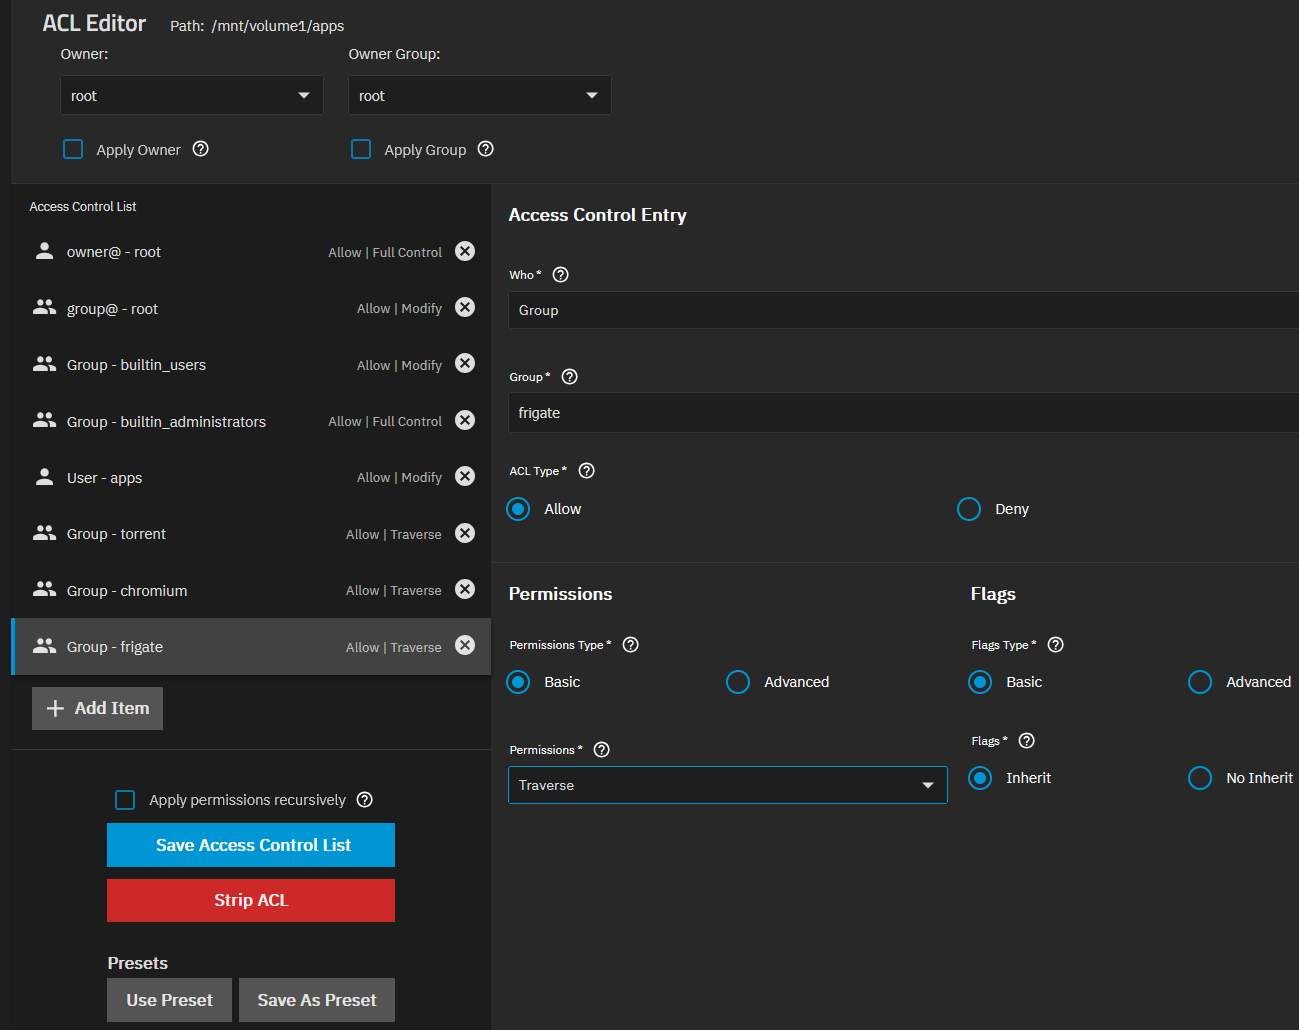 ACL Editor Path: /mnt/volume1/apps
Owner: Owner Group:
root root
Apply Owner Apply Group
Access Control List
owner@ - root Allow | Full Control
group@ - root Allow | Modify
Group - builtin_users Allow | Modify
Group - builtin_administrators Allow | Full Control
User - apps Allow | Modify
Group - torrent Allow | Traverse
Group - chromium Allow | Traverse
Group - frigate Allow | Traverse
+ Add Item
Apply permissions recursively
Save Access Control List
Strip ACL
Presets
Use Preset Save As Preset
Access Control Entry
Who *
Group
Group *
frigate
ACL Type *
Allow Deny
Permissions
Permissions Type *
Basic Advanced
Permissions *
Traverse
Flags
Flags Type *
Basic Advanced
Flags *
Inherit No Inherit